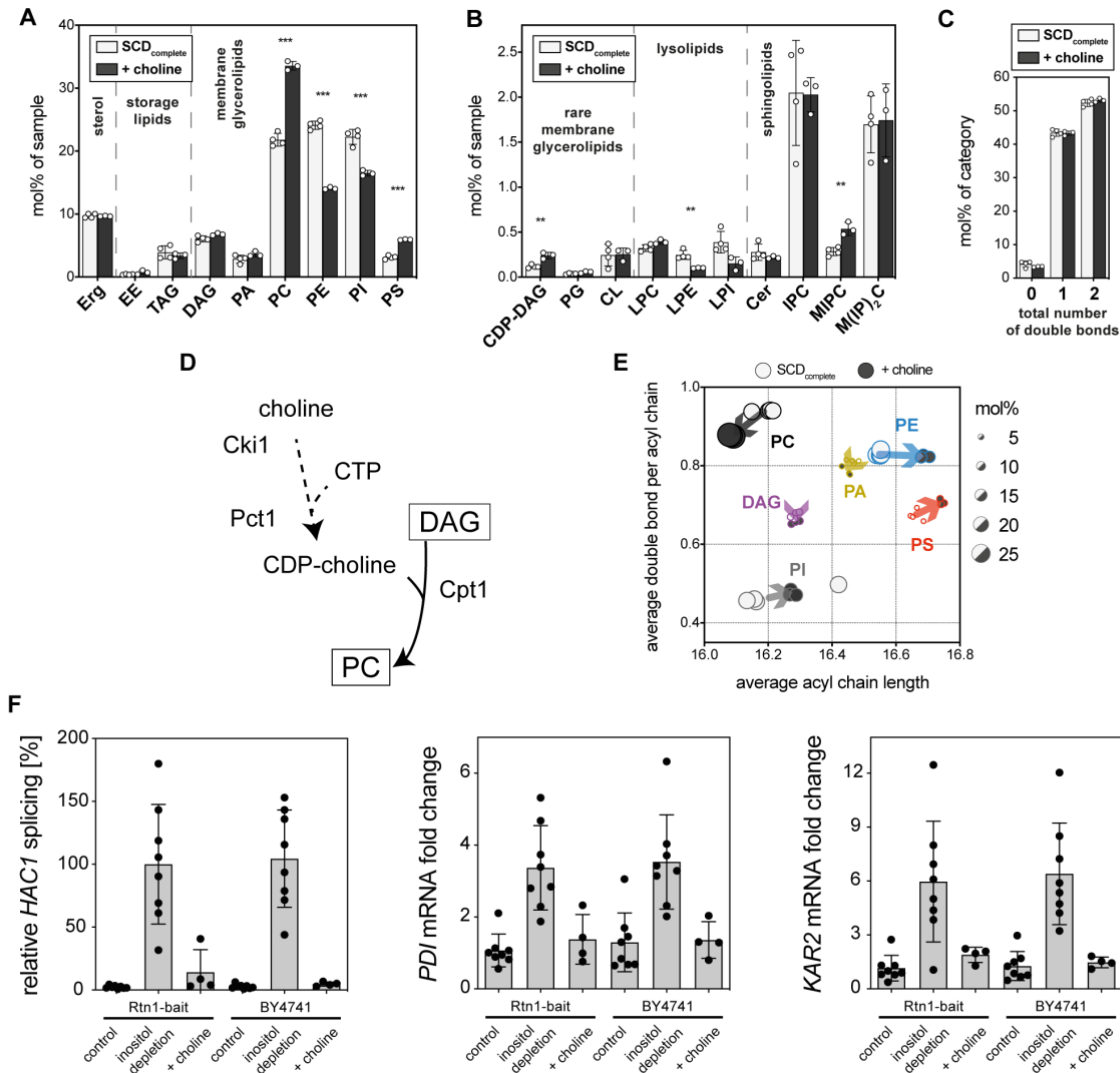 A
mol% of sample
40
30
20
10
0
SCDcomplete
+ choline
sterol
storage
lipids
membrane
glycerolipids
***
***
***
***
Erg
EE
TAG
DAG
PA
PC
PE
PI
PS
B
mol% of sample
2.5
2.0
1.5
1.0
0.5
0.0
SCDcomplete
+ choline
rare
membrane
glycerolipids
lysolipids
sphingolipids
**
**
**
CDP-DAG
PG
CL
LPC
LPE
LPI
Cer
IPC
MIPC
M(IP)2C
C
SCDcomplete
+ choline
mol% of category
60
50
40
30
20
10
0
0 1 2
total number
of double bonds
D
choline
Cki1
CTP
Pct1
DAG
CDP-choline
Cpt1
PC
E
SCDcomplete
+ choline
average double bond per acyl chain
1.0
0.8
0.6
0.4
PC
PE
PA
DAG
PS
PI
16.0 16.2 16.4 16.6 16.8
average acyl chain length
mol%
5
10
15
20
25
F
relative HAC1 splicing [%]
200
150
100
50
0
Rtn1-bait BY4741
control
inositol
depletion
+ choline
control
inositol
depletion
+ choline
PDI mRNA fold change
6
4
2
0
Rtn1-bait BY4741
control
inositol
depletion
+ choline
control
inositol
depletion
+ choline
KAR2 mRNA fold change
12
9
6
3
0
Rtn1-bait BY4741
control
inositol
depletion
+ choline
control
inositol
depletion
+ choline